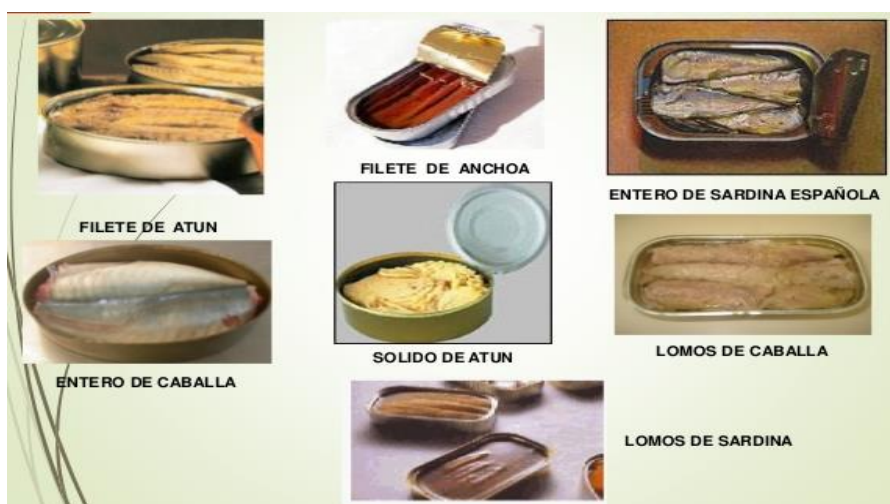 FILETE DE ATUN
FILETE DE ANCHOA
ENTERO DE SARDINA ESPAÑOLA
ENTERO DE CABALLA
SOLIDO DE ATUN
LOMOS DE CABALLA
LOMOS DE SARDINA